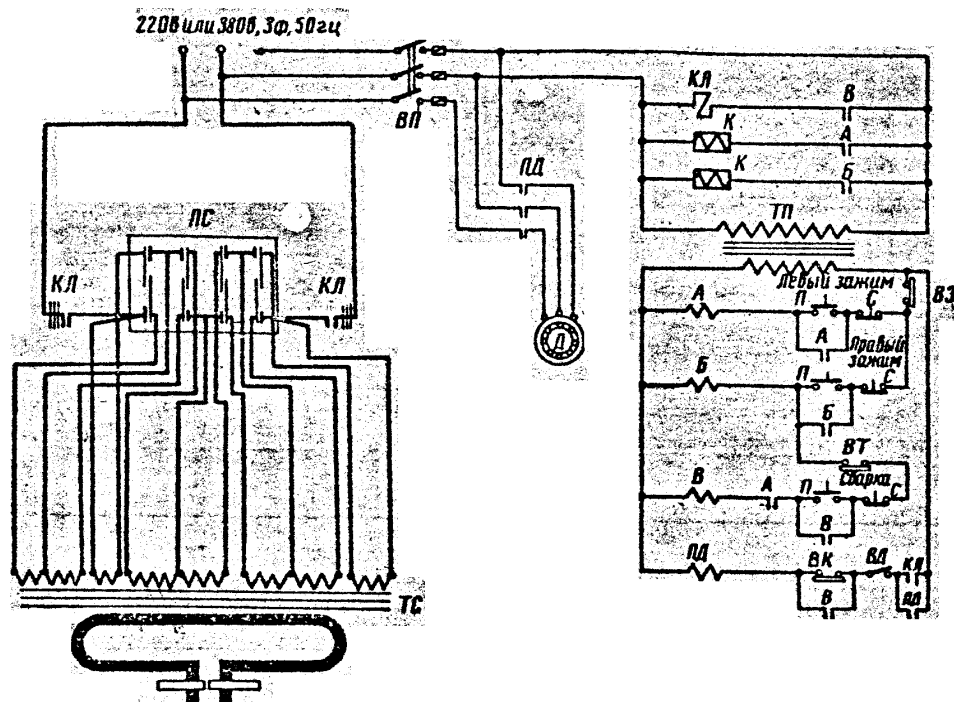 220в или 380в, 3ф, 50гц
ВП
КЛ
В
К
А
К
Б
ПД
ТП
ПС
КЛ
КЛ
Левый зажим
ВЗ
А
П
С
А
Правый
зажим
Д
Б
П
С
Б
ВТ
Сварка
В
А
П
С
В
ПД
ВК
ВД
КЛ
В
ПД
ТС